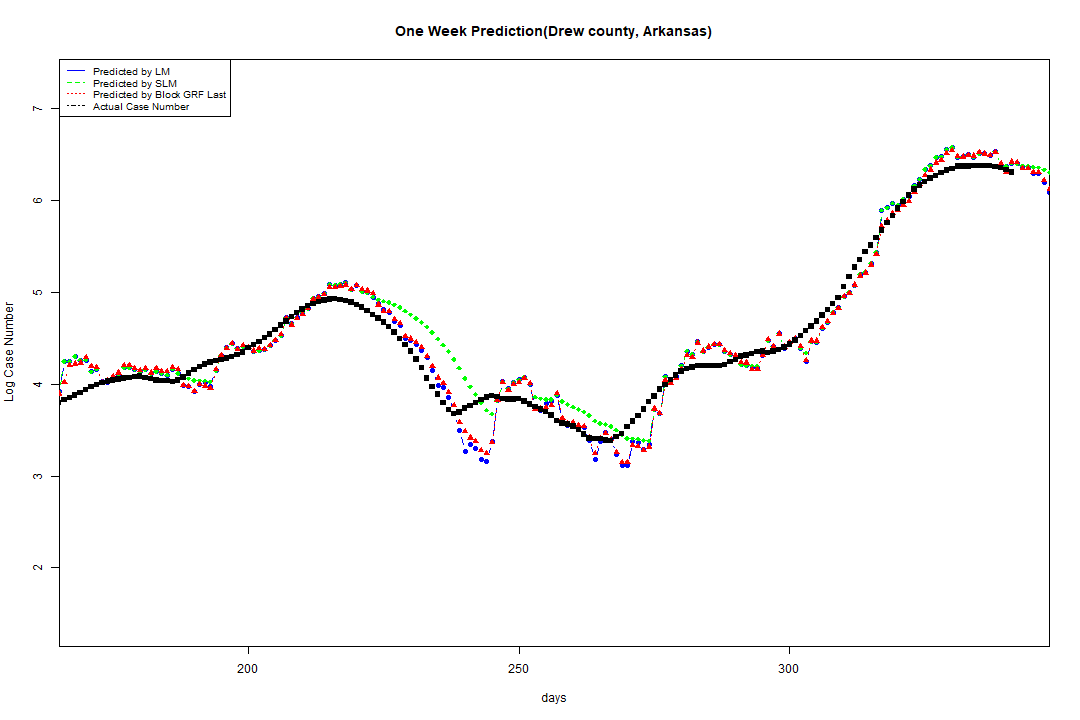 One Week Prediction(Drew county, Arkansas)
Predicted by LM
Predicted by SLM
Predicted by Block GRF Last
Actual Case Number
7
6
5
4
3
2
Log Case Number
200 250 300
days